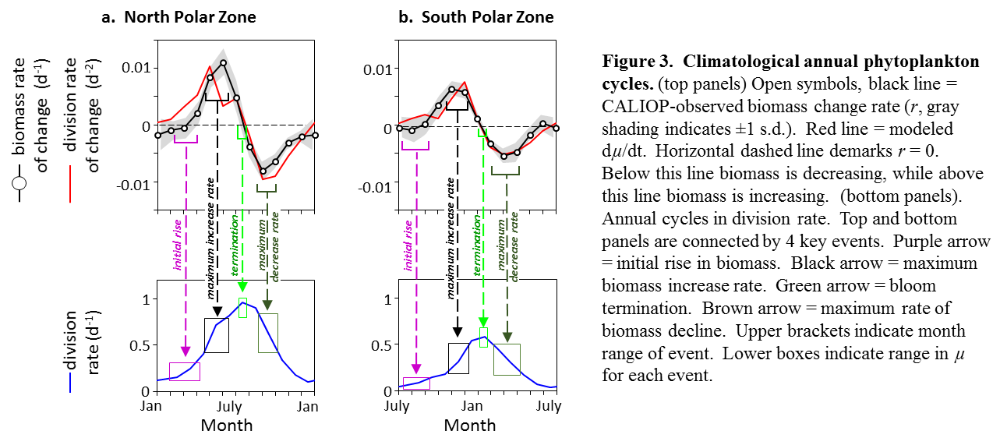 a. North Polar Zone
b. South Polar Zone
biomass rate
of change (d-1)
division rate
of change (d-2)
0.01
0
-0.01
0.01
0
-0.01
initial rise
maximum increase rate
termination
maximum
decrease rate
initial rise
maximum increase rate
termination
maximum
decrease rate
division
rate (d-1)
1
0.5
0
Jan
July
Jan
Month
1
0.5
0
July
Jan
July
Month
Figure 3. Climatological annual phytoplankton
cycles. (top panels) Open symbols, black line =
CALIOP-observed biomass change rate (r, gray
shading indicates ±1 s.d.). Red line = modeled
dµ/dt. Horizontal dashed line demarks r = 0.
Below this line biomass is decreasing, while above
this line biomass is increasing. (bottom panels).
Annual cycles in division rate. Top and bottom
panels are connected by 4 key events. Purple arrow
= initial rise in biomass. Black arrow = maximum
biomass increase rate. Green arrow = bloom
termination. Brown arrow = maximum rate of
biomass decline. Upper brackets indicate month
range of event. Lower boxes indicate range in µ
for each event.